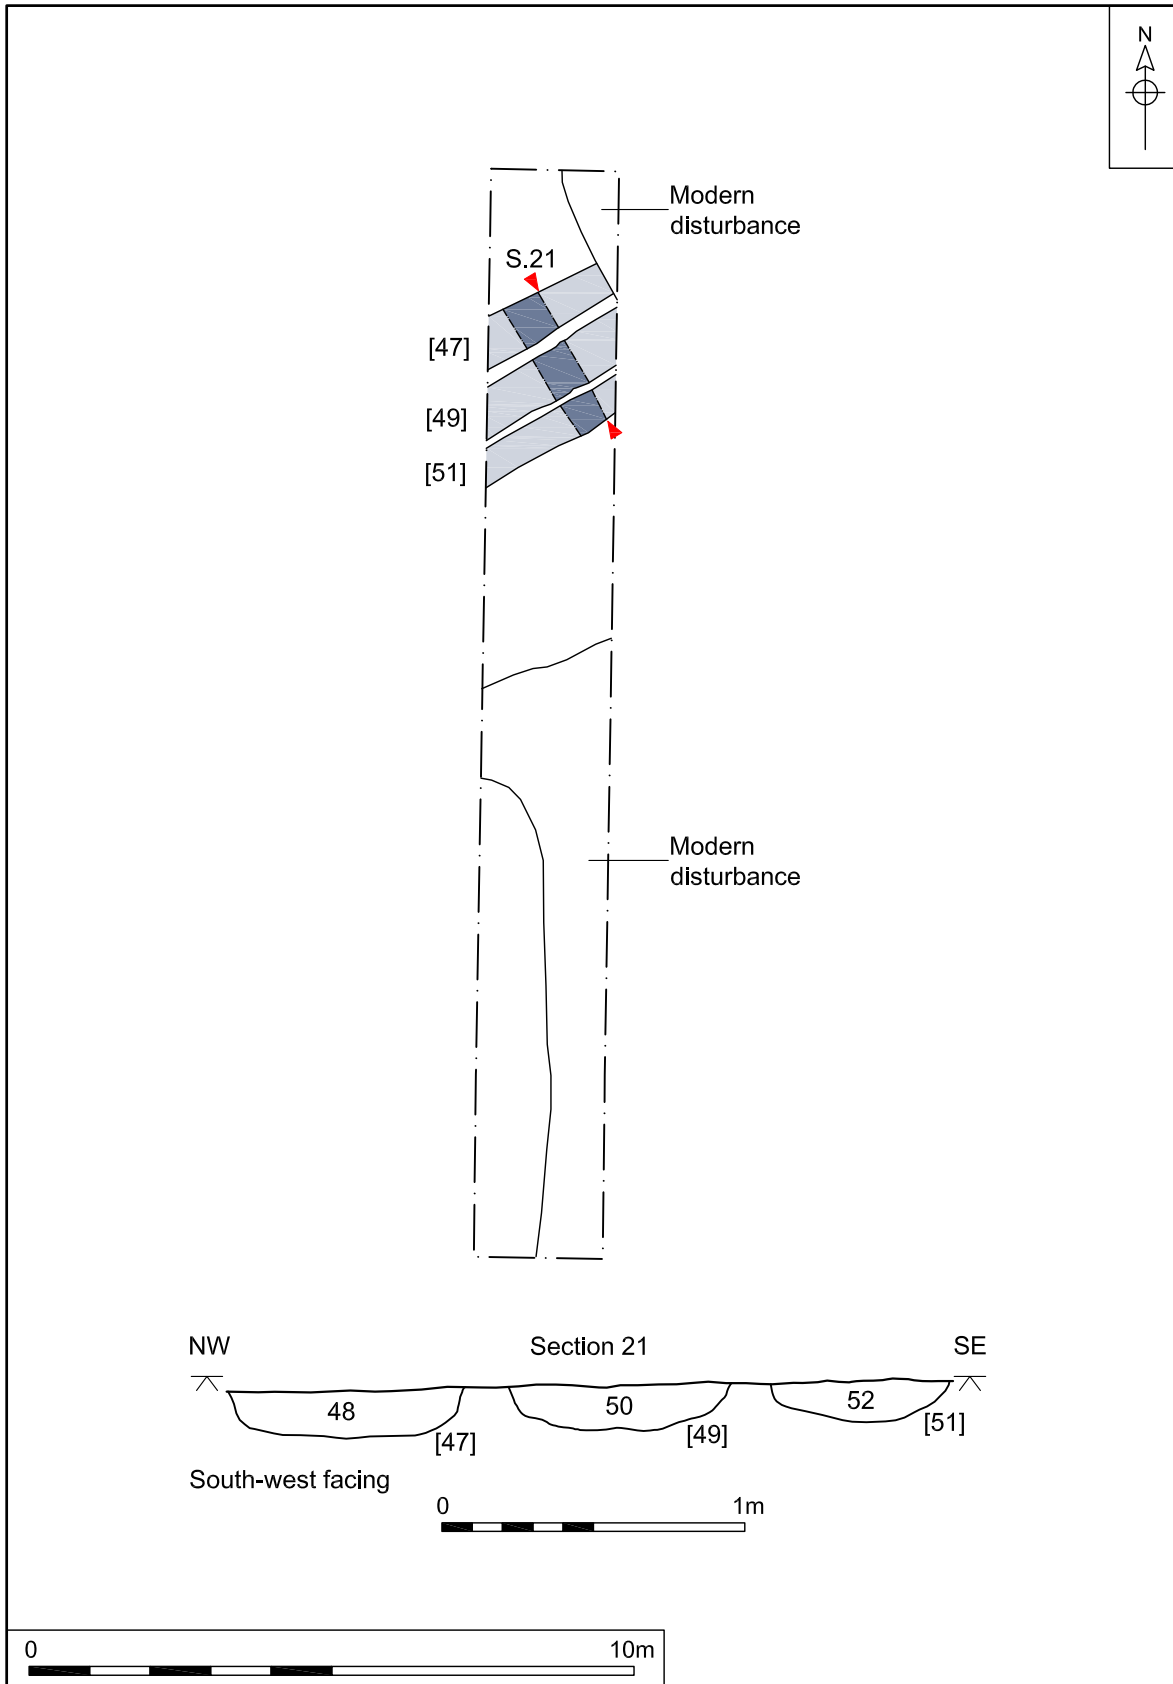 N
Modern
disturbance
S.21
[47]
[49]
[51]
Modern
disturbance
NW
Section 21
SE
48
50
52
[47]
[49]
[51]
South-west facing
0
1m
0
10m